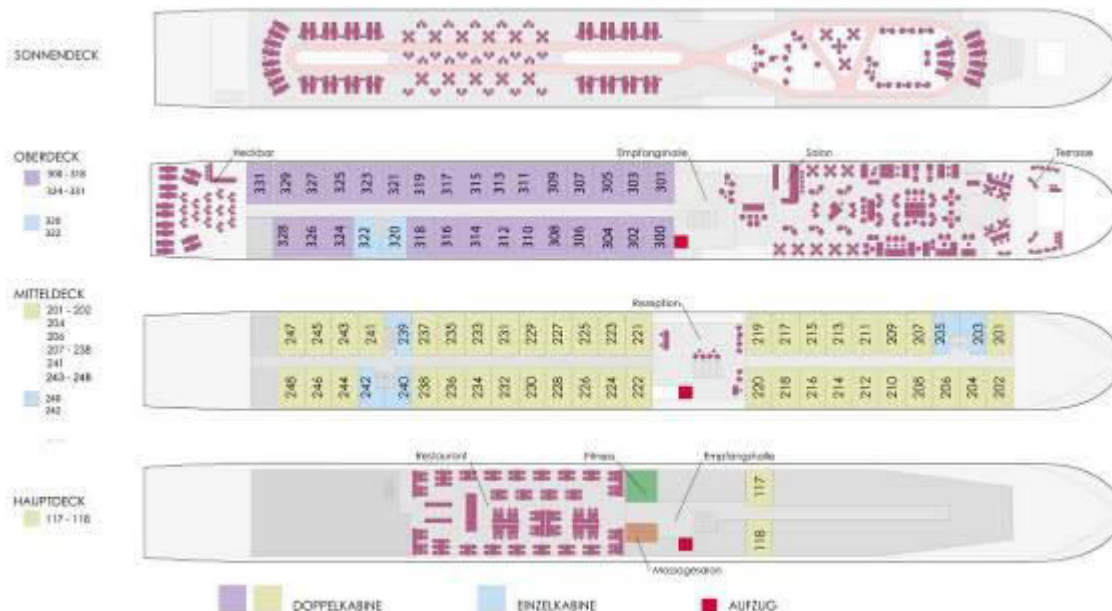 SONNENDECK
OBERDECK
300 - 318
324 - 331
320
322
Heckbar
Empfangshalle
Salon
Terrasse
331 329 327 325 323 321 319 317 315 313 311 309 307 305 303 301
328 326 324 322 320 318 316 314 312 310 308 306 304 302 300
MITTELDECK
201 - 202
204
206
207 - 238
241
243 - 248
240
242
Rezeption
247 245 243 241 239 237 235 233 231 229 227 225 223 221 219 217 215 213 211 209 207 205 203 201
248 246 244 242 240 238 236 234 232 230 228 226 224 222 220 218 216 214 212 210 208 206 204 202
HAUPTDECK
117 - 118
Restaurant
Fitness
Empfangshalle
117
118
Massagesalon
DOPPELKABINE
EINZELKABINE
AUFZUG